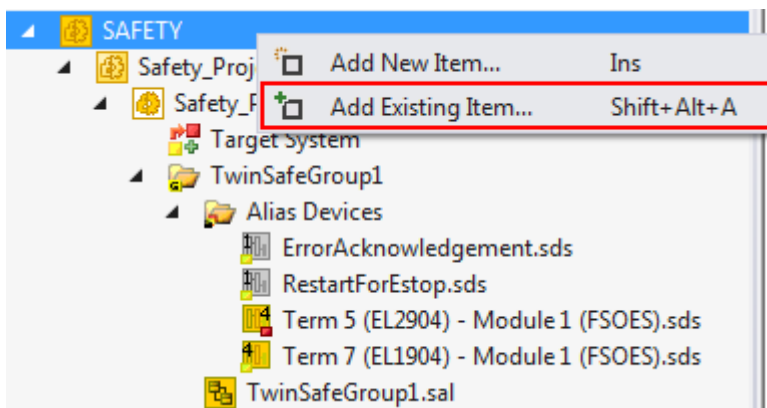 SAFETY
Safety_Proj
Add New Item... Ins
Safety_F
Add Existing Item... Shift+Alt+A
Target System
TwinSafeGroup1
Alias Devices
ErrorAcknowledgement.sds
RestartForEstop.sds
Term 5 (EL2904) - Module 1 (FSOES).sds
Term 7 (EL1904) - Module 1 (FSOES).sds
TwinSafeGroup1.sal